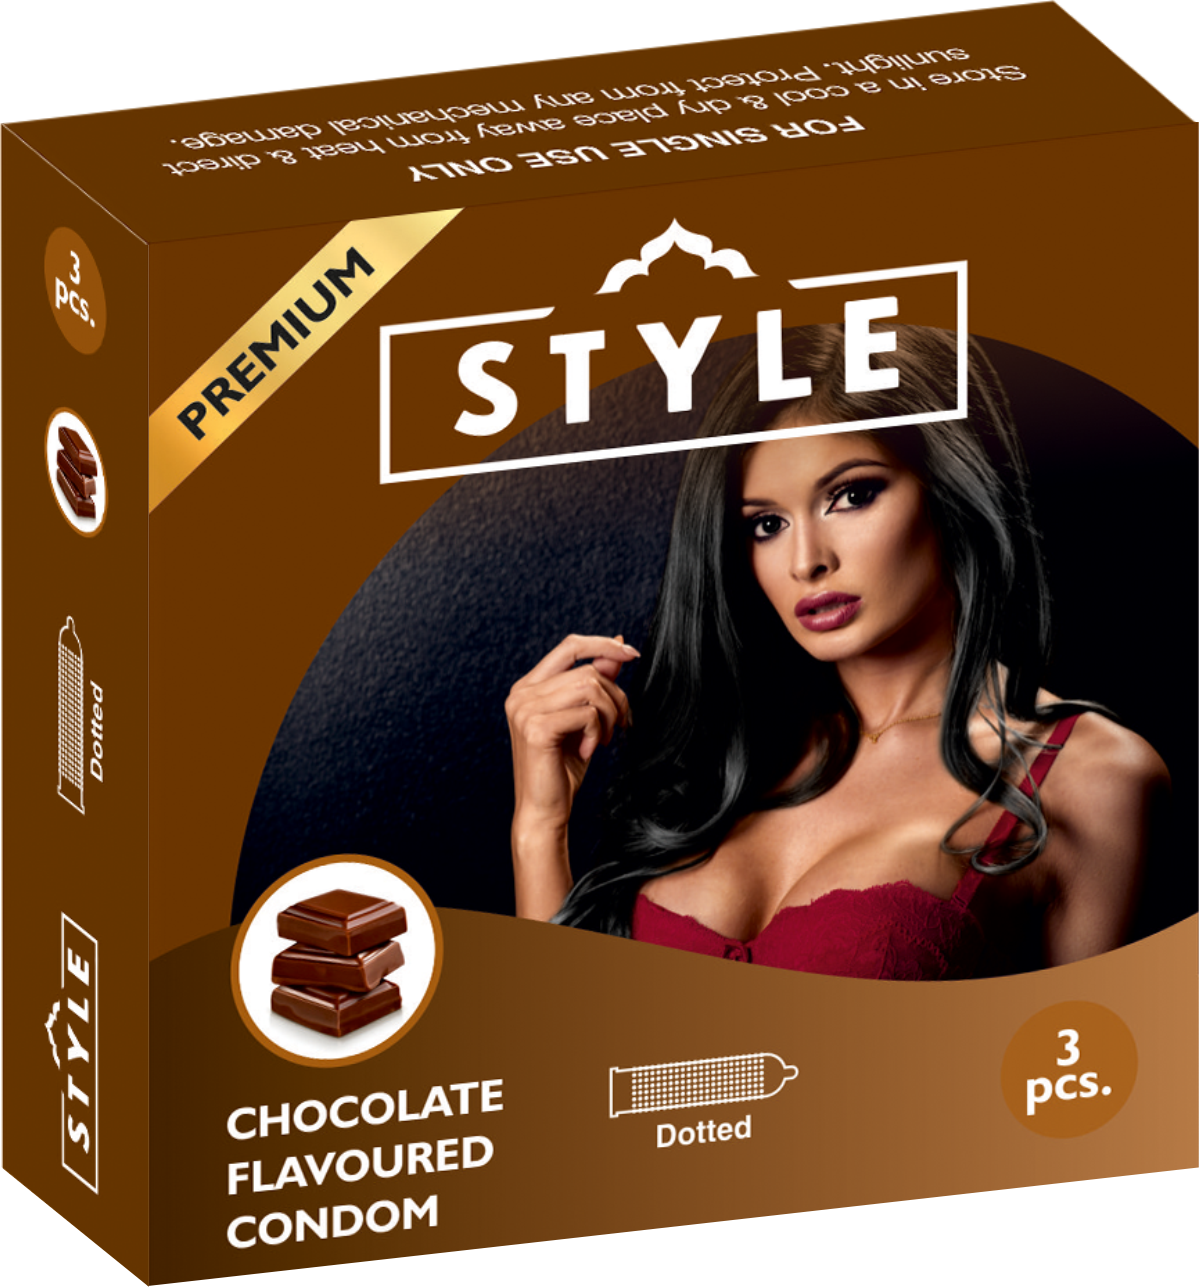 FOR SINGLE USE ONLY
Store in a cool & dry place away from heat & direct
sunlight. Protect from any mechanical damage.
PREMIUM
STYLE
CHOCOLATE
FLAVOURED
CONDOM
Dotted
3
pcs.
3
pcs.
Dotted
STYLE